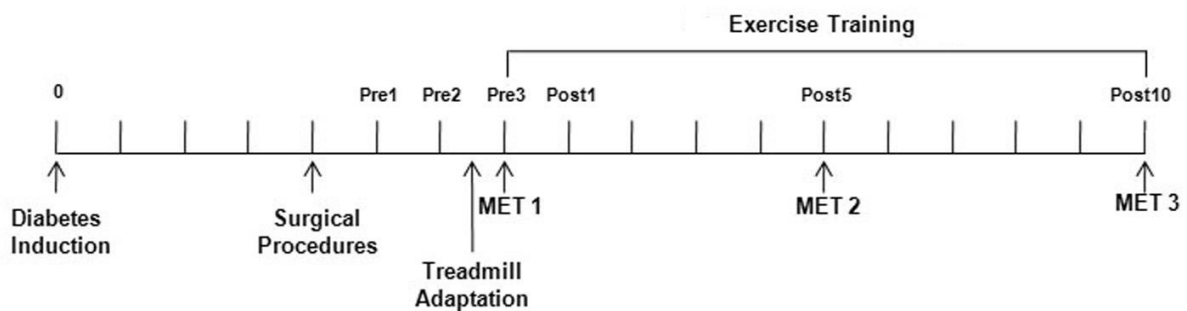 Exercise Training
0 Pre1 Pre2 Pre3 Post1 Post5 Post10
MET 1 MET 2 MET 3
Diabetes
Induction
Surgical
Procedures
Treadmill
Adaptation